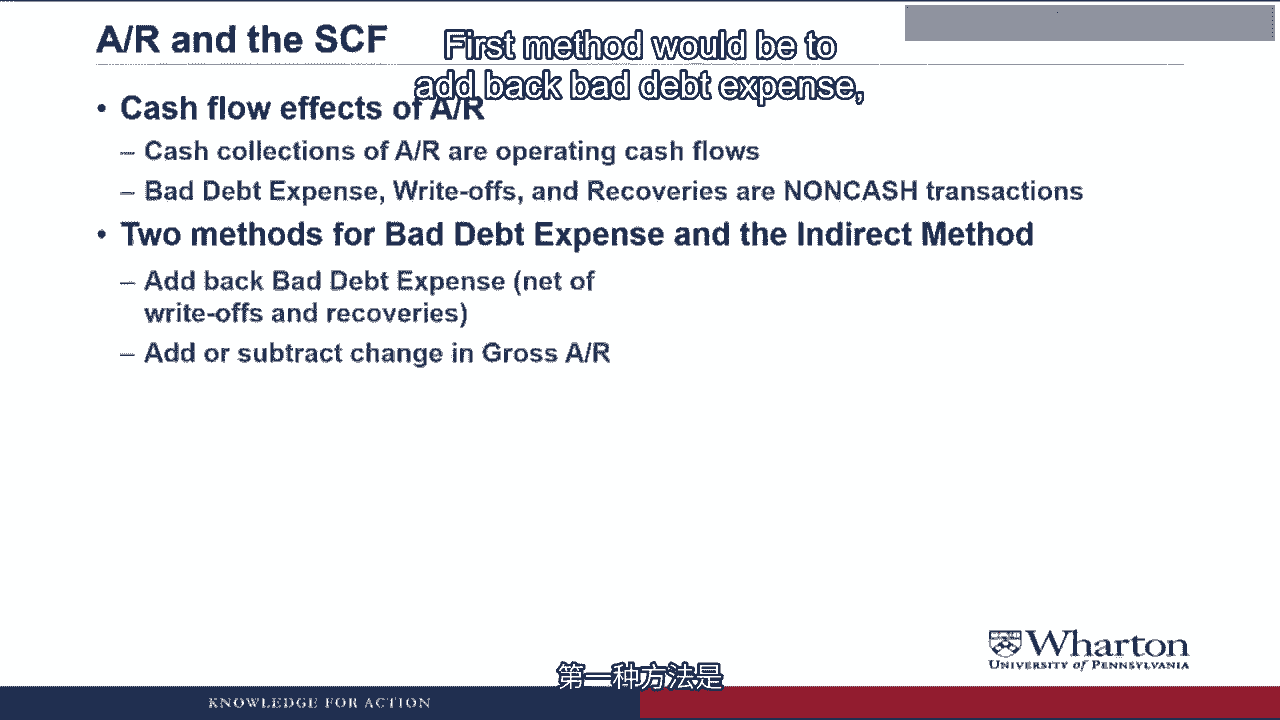 A/R and the SCF
First method would be to
add back bad debt expense,
• Cash flow effects of A/R
– Cash collections of A/R are operating cash flows
– Bad Debt Expense, Write-offs, and Recoveries are NONCASH transactions
• Two methods for Bad Debt Expense and the Indirect Method
– Add back Bad Debt Expense (net of
write-offs and recoveries)
– Add or subtract change in Gross A/R
Wharton
UNIVERSITY of PENNSYLVANIA
第一种方法是
KNOWLEDGE FOR ACTION